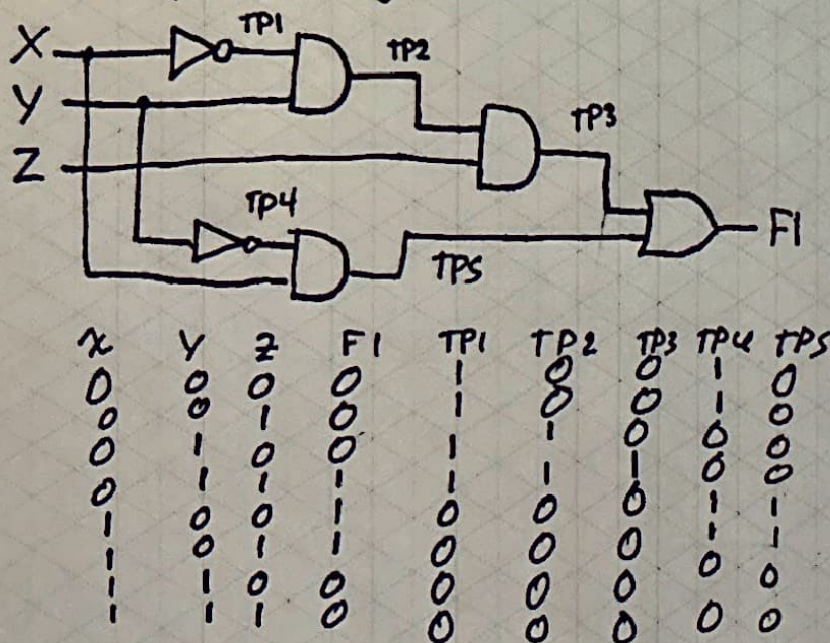 TP1
TP2
X
Y
TP3
Z
TP4
F1
TP5
X Y Z F1 TP1 TP2 TP3 TP4 TP5
0 0 0 0 1 0 0 1 0
0 0 1 0 1 0 0 1 0
0 1 0 0 1 1 0 0 0
0 1 1 1 1 1 1 0 0
1 0 0 1 0 0 0 1 1
1 0 1 1 0 0 0 1 1
1 1 0 0 0 0 0 0 0
1 1 1 0 0 0 0 0 0